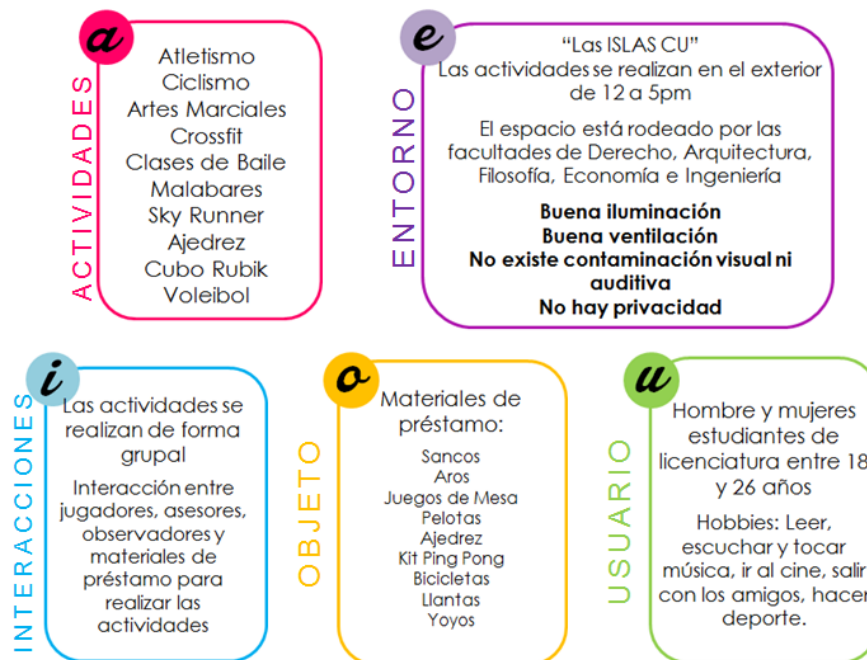 a
ACTIVIDADES
Atletismo
Ciclismo
Artes Marciales
Crossfit
Clases de Baile
Malabares
Sky Runner
Ajedrez
Cubo Rubik
Voleibol
e
ENTORNO
“Las ISLAS CU”
Las actividades se realizan en el exterior
de 12 a 5pm
El espacio está rodeado por las
facultades de Derecho, Arquitectura,
Filosofía, Economía e Ingeniería
Buena iluminación
Buena ventilación
No existe contaminación visual ni
auditiva
No hay privacidad
i
INTERACCIONES
Las actividades se
realizan de forma
grupal
Interacción entre
jugadores, asesores,
observadores y
materiales de
préstamo para
realizar las
actividades
o
OBJETO
Materiales de
préstamo:
Sancos
Aros
Juegos de Mesa
Pelotas
Ajedrez
Kit Ping Pong
Bicicletas
Llantas
Yoyos
u
USUARIO
Hombre y mujeres
estudiantes de
licenciatura entre 18
y 26 años
Hobbies: Leer,
escuchar y tocar
música, ir al cine, salir
con los amigos, hacer
deporte.